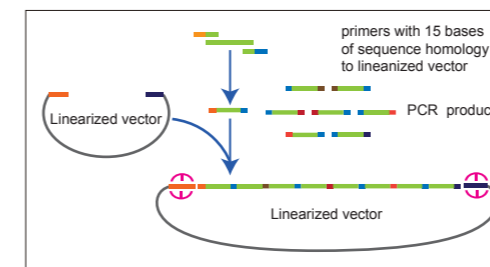 primers with 15 bases
of sequence homology
to lineanized vector
Linearized vector
PCR produc
Linearized vector